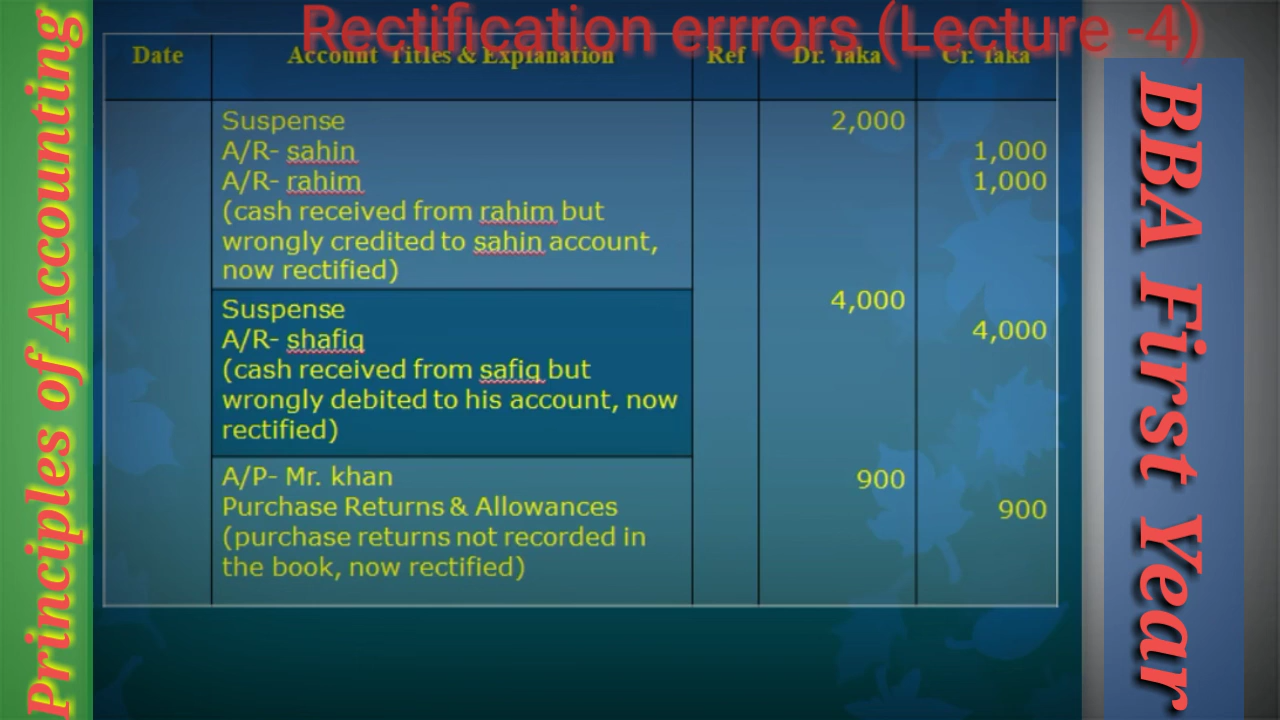 Rectification errrors (Lecture -4)
Principles of Accounting
BBA First Year
Date Account Titles & Explanation Ref Dr. Taka Cr. Taka
Suspense 2,000
A/R- sahin 1,000
A/R- rahim 1,000
(cash received from rahim but
wrongly credited to sahin account,
now rectified)
Suspense 4,000
A/R- shafiq 4,000
(cash received from safiq but
wrongly debited to his account, now
rectified)
A/P- Mr. khan 900
Purchase Returns & Allowances 900
(purchase returns not recorded in
the book, now rectified)